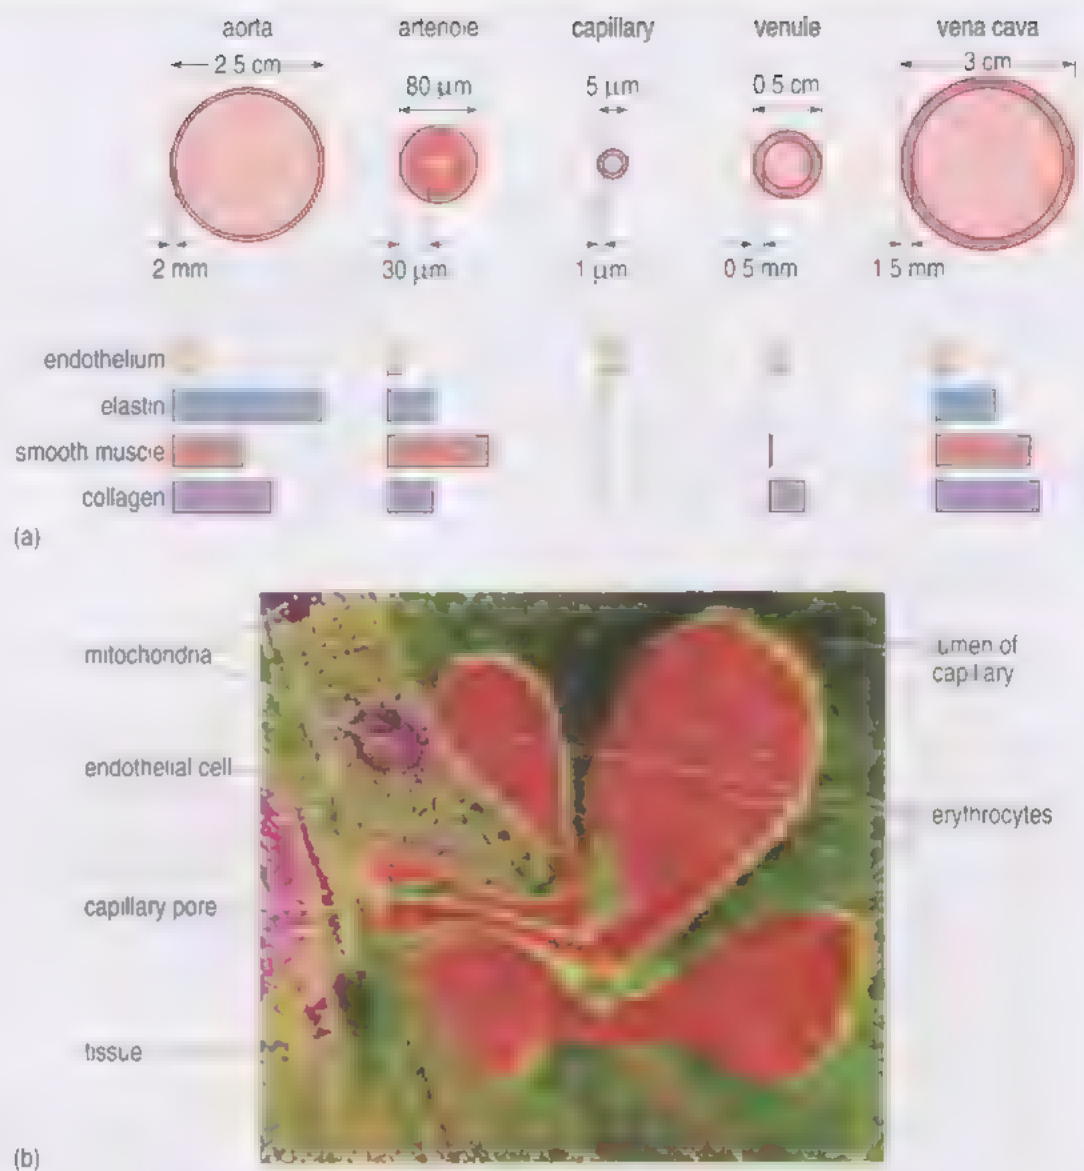 aorta arteriole capillary venule vena cava
2.5 cm 80 μm 5 μm 0.5 cm 3 cm
2 mm 30 μm 1 μm 0.5 mm 1.5 mm
endothelium
elastin
smooth muscle
collagen
(a)
mitochondria
lumen of
capillary
endothelial cell
erythrocytes
capillary pore
tissue
(b)